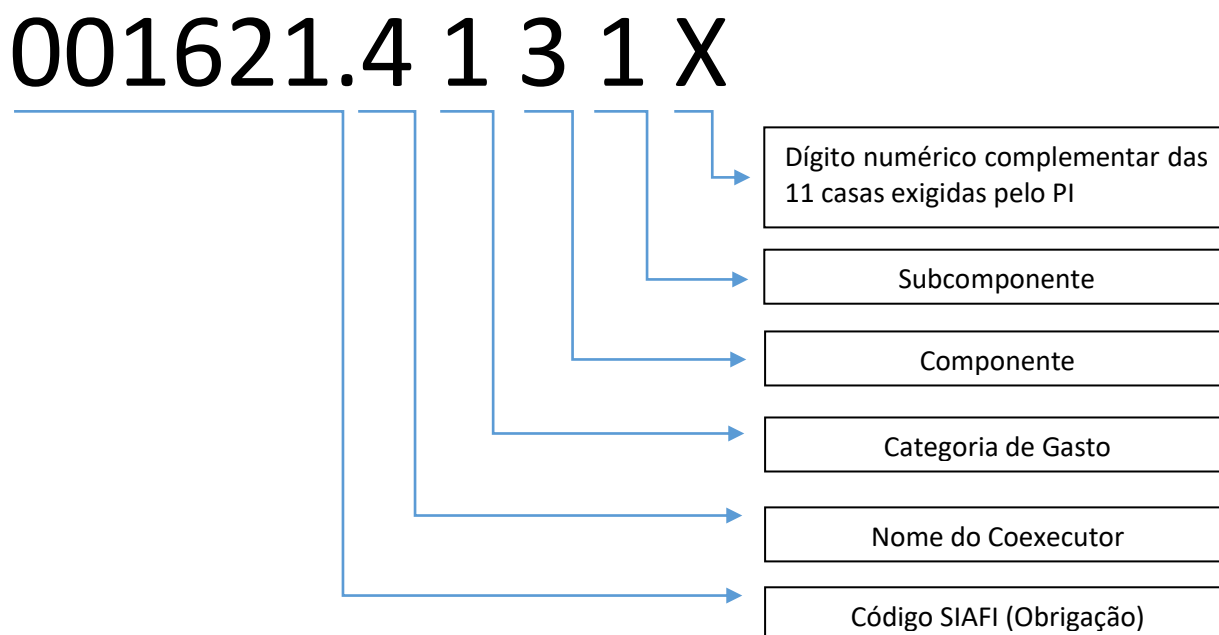 001621.4 1 3 1 X
Dígito numérico complementar das
11 casas exigidas pelo PI
Subcomponente
Componente
Categoria de Gasto
Nome do Coexecutor
Código SIAFI (Obrigação)